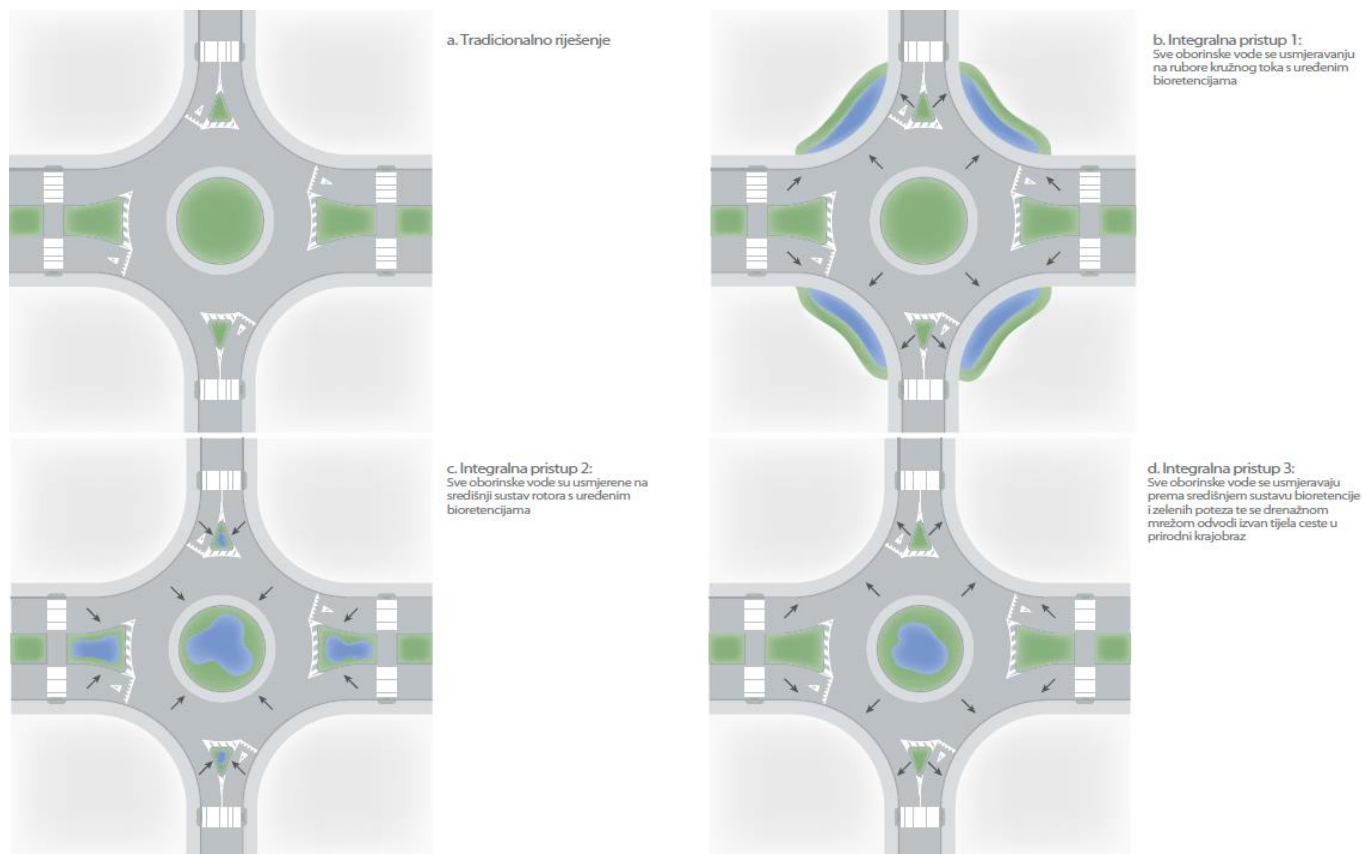 a. Tradicionalno riješenje
b. Integralna pristup 1:
Sve oborinske vode se usmjeravanju
na rubore kružnog toka s uređenim
bioretencijama
c. Integralna pristup 2:
Sve oborinske vode su usmjerene na
središnji sustav rotora s uređenim
bioretencijama
d. Integralna pristup 3:
Sve oborinske vode se usmjeravaju
prema središnjem sustavu bioretencije
i zelenih poteza te se drenažnom
mrežom odvodi izvan tijela ceste u
prirodni krajobraz